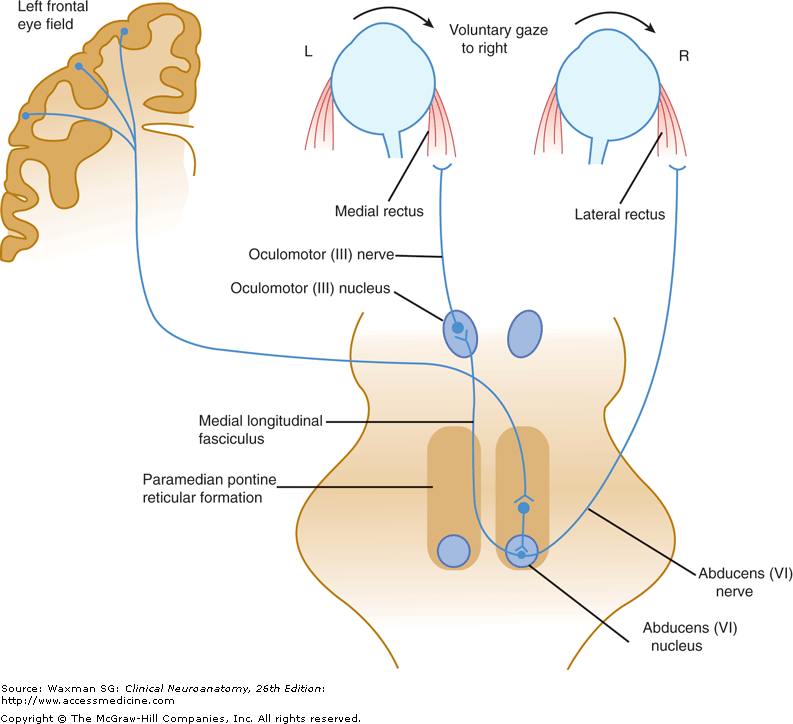 Left frontal
eye field
L
Voluntary gaze
to right
R
Medial rectus
Lateral rectus
Oculomotor (III) nerve
Oculomotor (III) nucleus
Medial longitudinal
fasciculus
Paramedian pontine
reticular formation
Abducens (VI)
nerve
Abducens (VI)
nucleus
Source: Waxman SG: Clinical Neuroanatomy, 26th Edition:
http://www.accessmedicine.com
Copyright © The McGraw-Hill Companies, Inc. All rights reserved.